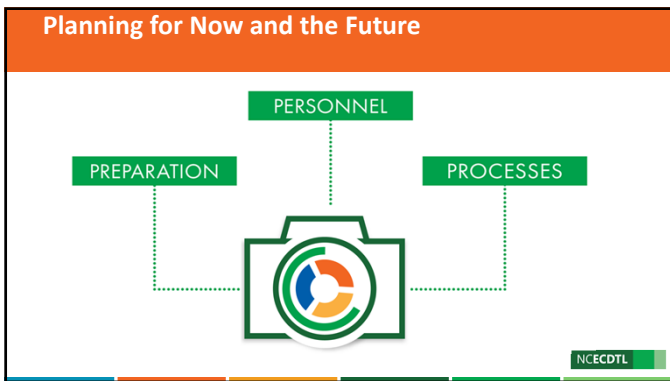 Planning for Now and the Future
PERSONNEL
PREPARATION
PROCESSES
NCECDTL